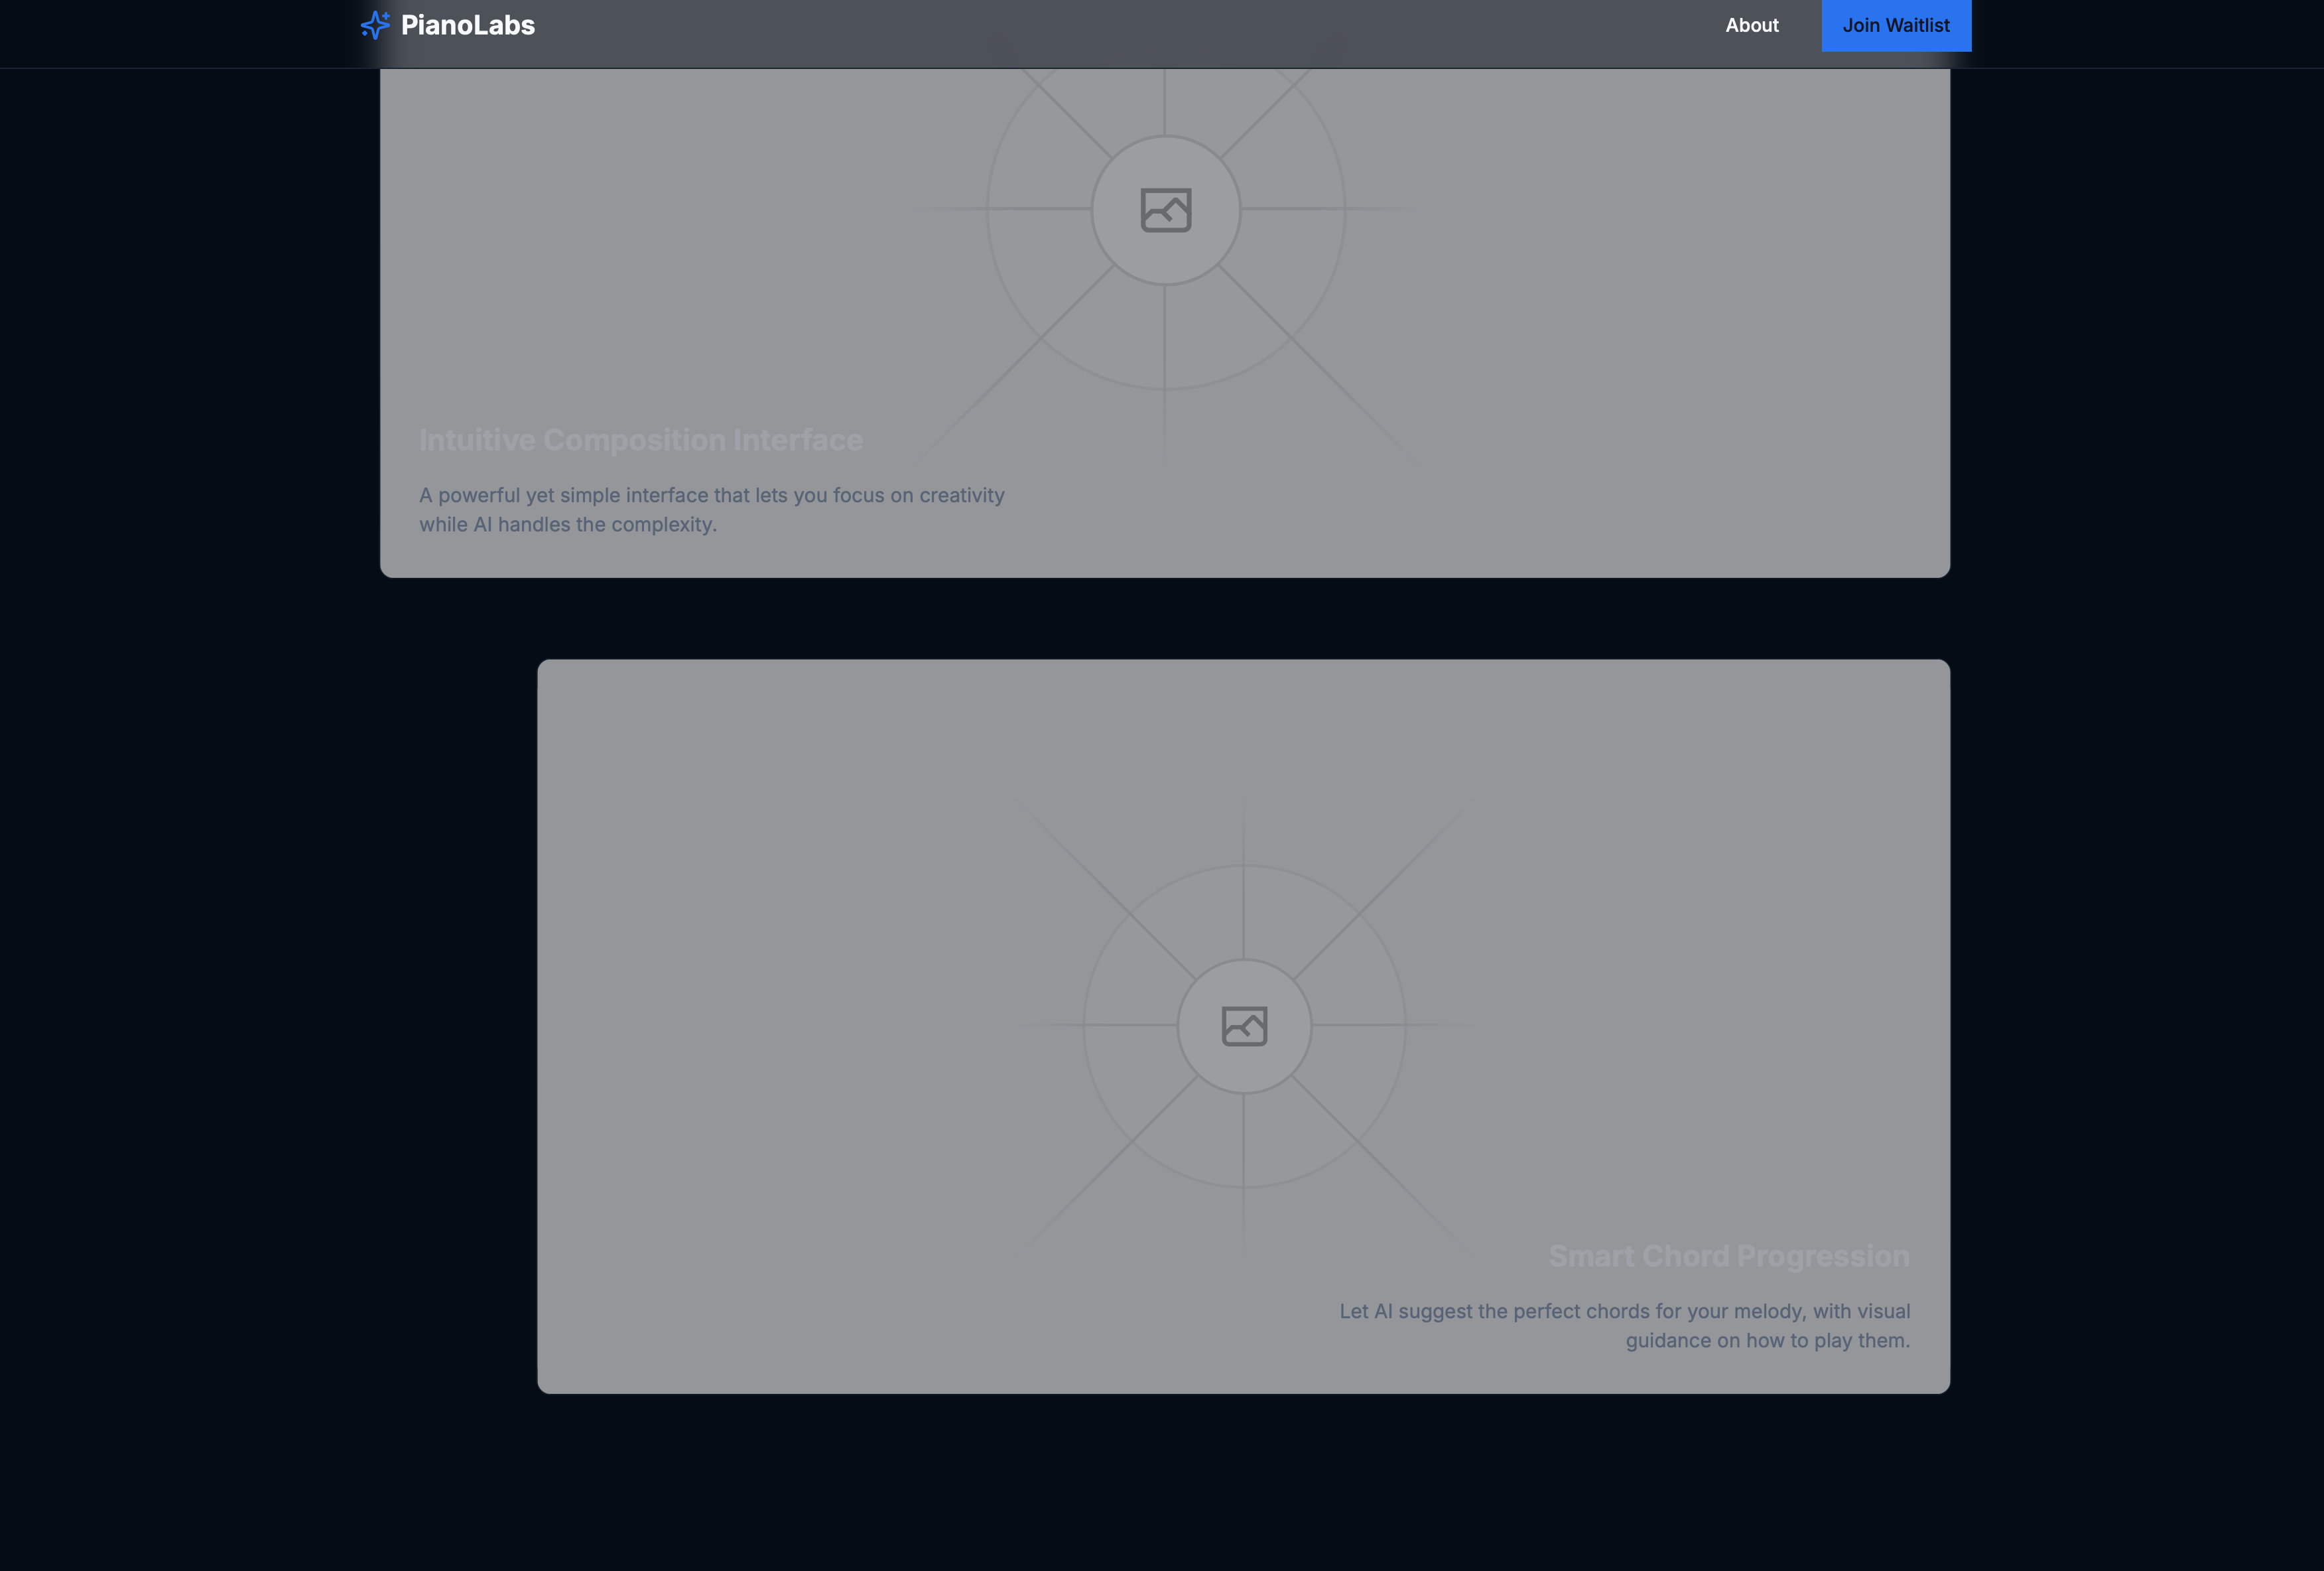 PianoLabs
About
Join Waitlist
Intuitive Composition Interface
A powerful yet simple interface that lets you focus on creativity
while AI handles the complexity.
Smart Chord Progression
Let AI suggest the perfect chords for your melody, with visual
guidance on how to play them.